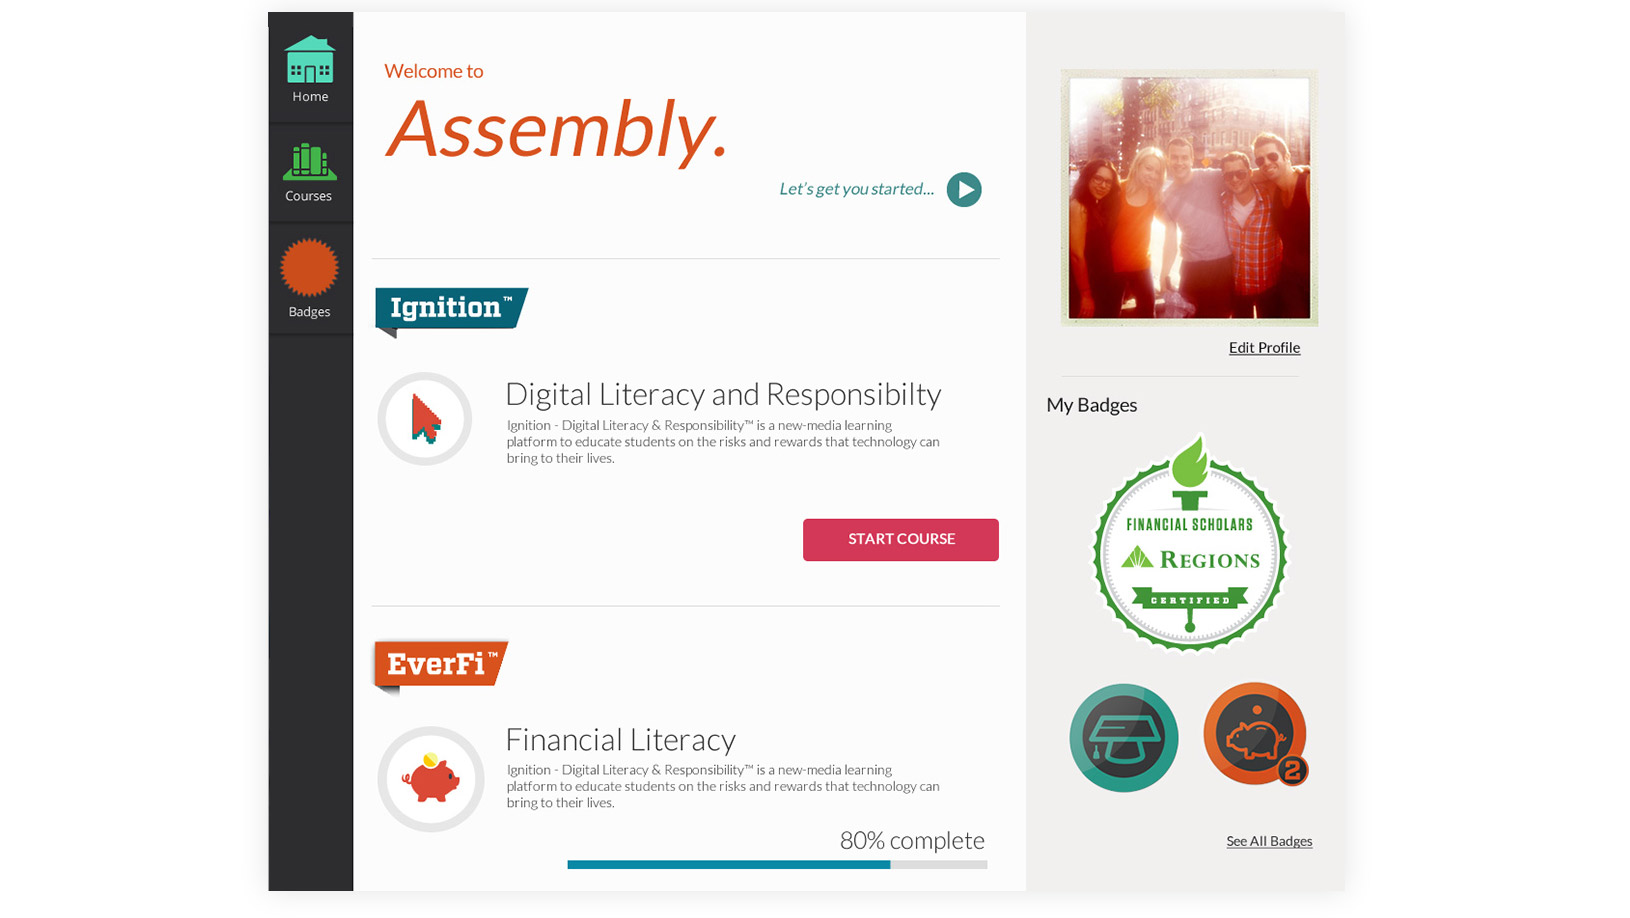 Home
Courses
Badges
Welcome to
Assembly.
Let's get you started...
Ignition™
Digital Literacy and Responsibilty
Ignition - Digital Literacy & Responsibility™ is a new-media learning
platform to educate students on the risks and rewards that technology can
bring to their lives.
START COURSE
EverFi™
Financial Literacy
Ignition - Digital Literacy & Responsibility™ is a new-media learning
platform to educate students on the risks and rewards that technology can
bring to their lives.
80% complete
Edit Profile
My Badges
FINANCIAL SCHOLARS
REGIONS
CERTIFIED
2
See All Badges